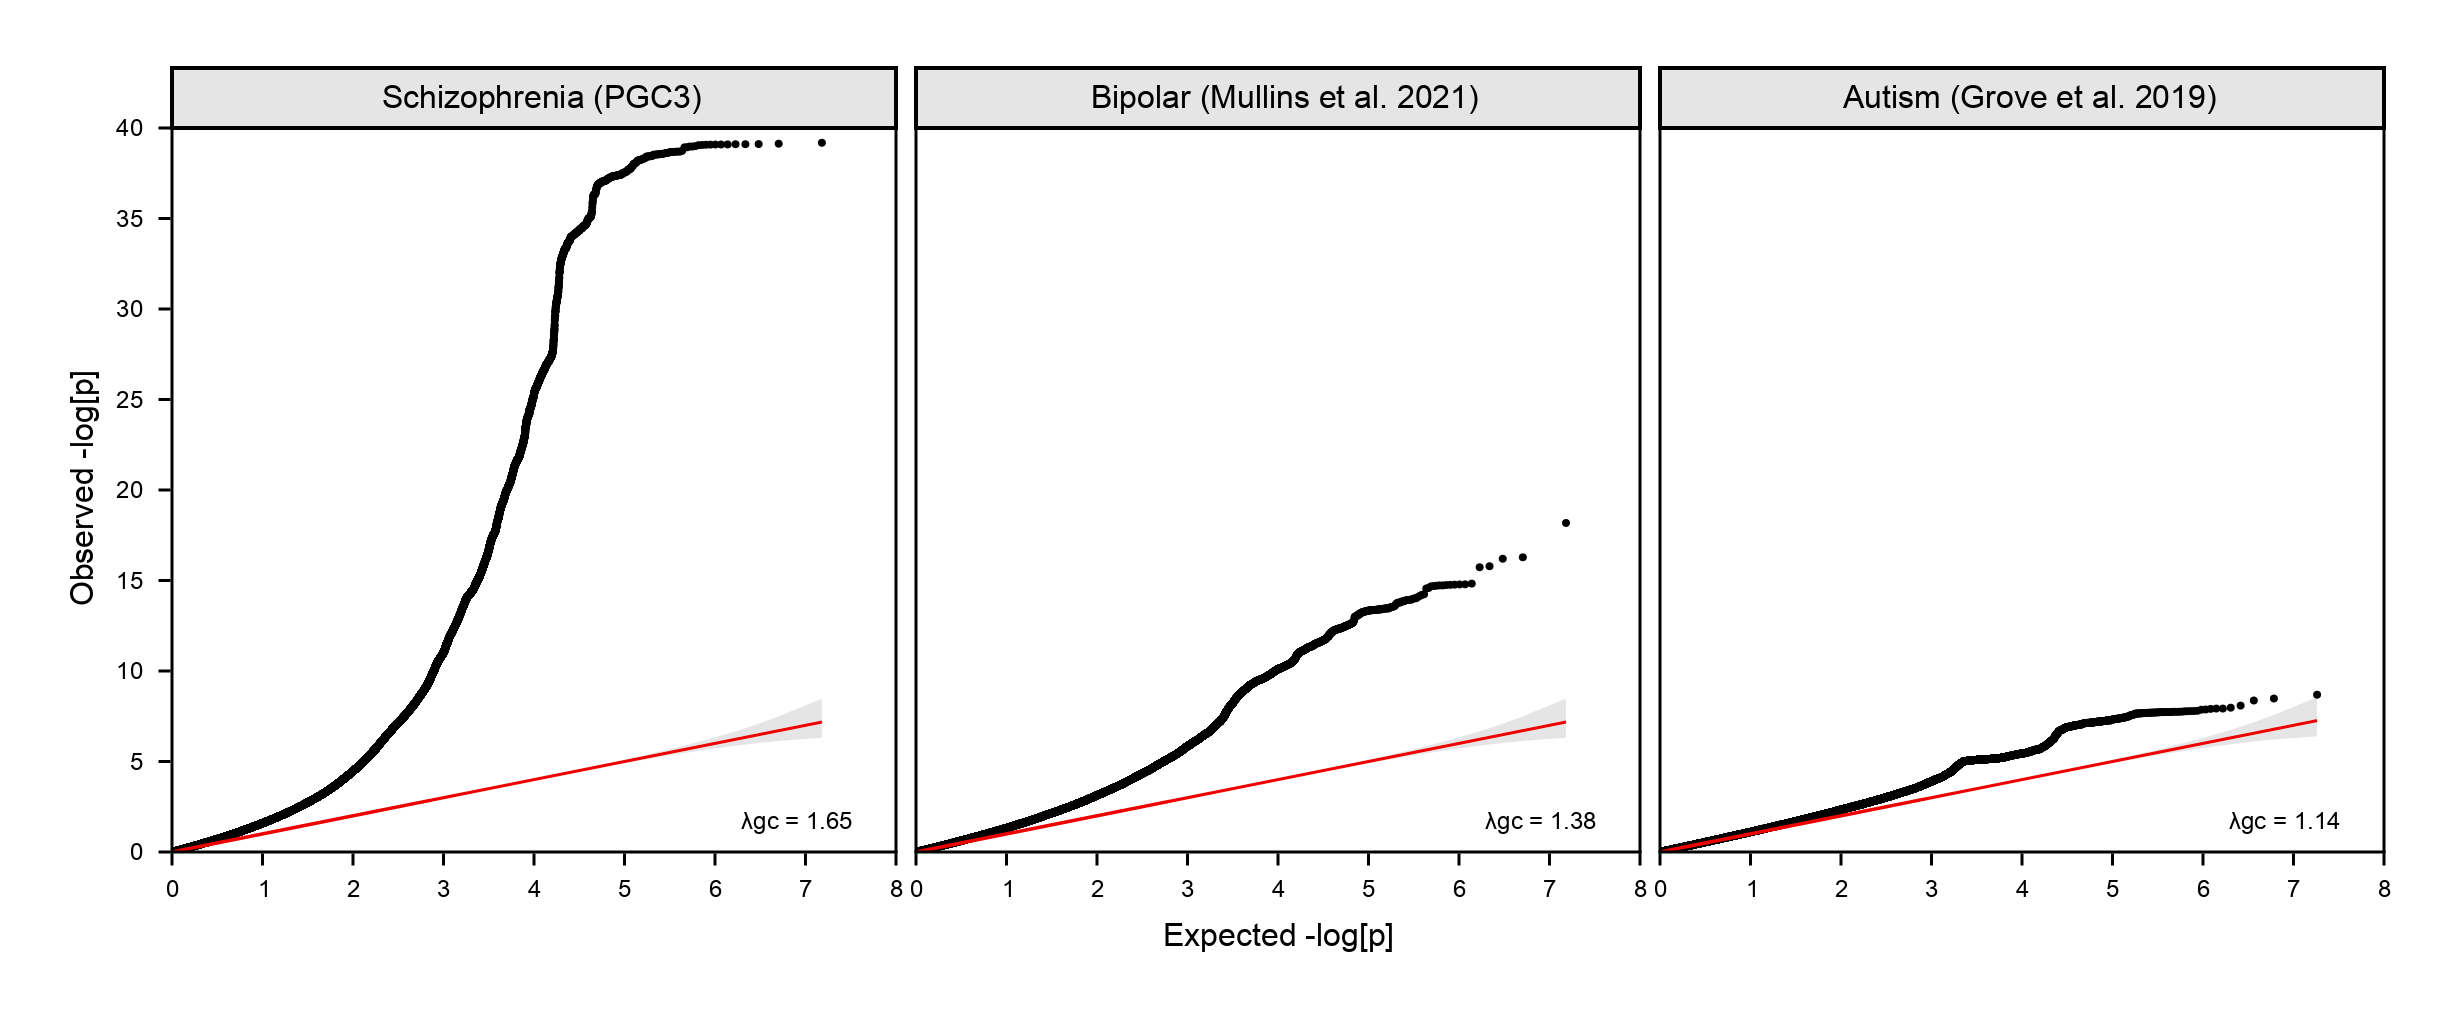 Schizophrenia (PGC3) Bipolar (Mullins et al. 2021) Autism (Grove et al. 2019)
40
35
30
25
20
15
10
5
0
Observed -log[p]
λgc = 1.65 λgc = 1.38 λgc = 1.14
0 1 2 3 4 5 6 7 8 0 1 2 3 4 5 6 7 8 0 1 2 3 4 5 6 7 8
Expected -log[p]